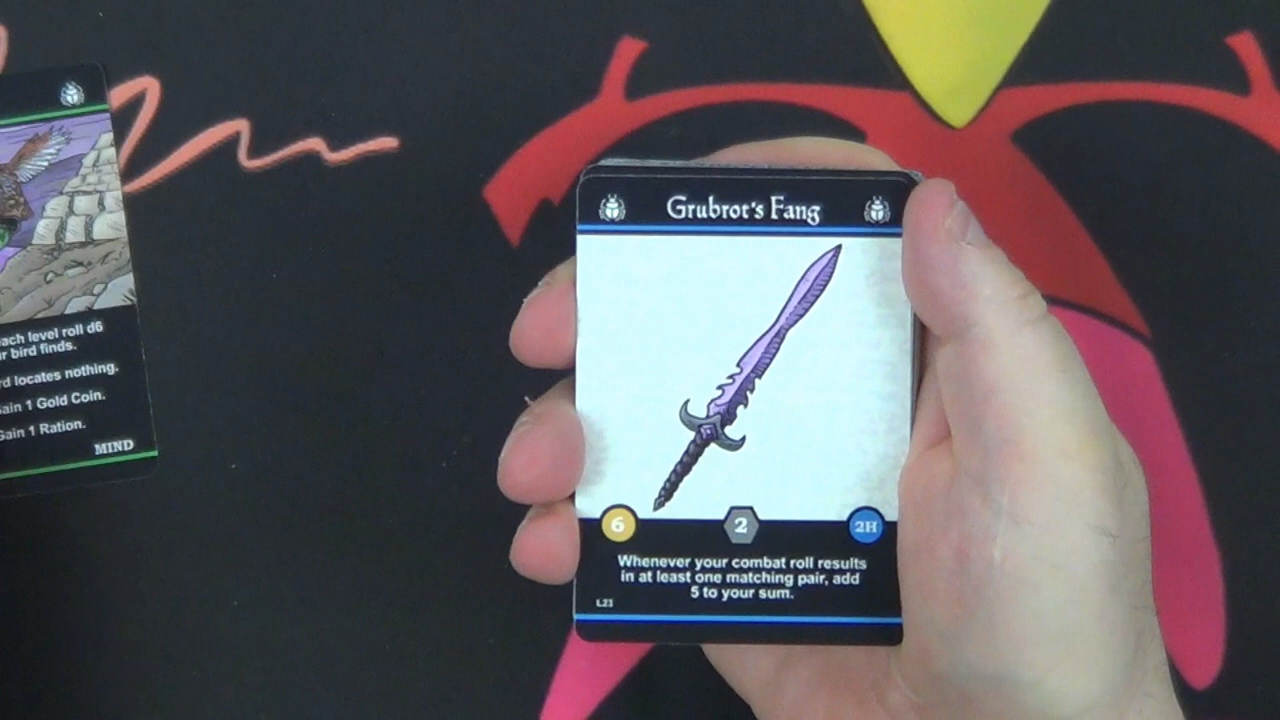 each level roll d6
bird finds.
locates nothing.
Gain 1 Gold Coin.
Gain 1 Ration.
MIND
Grubrot's Fang
6
2
2H
Whenever your combat roll results
in at least one matching pair, add
5 to your sum.
L23